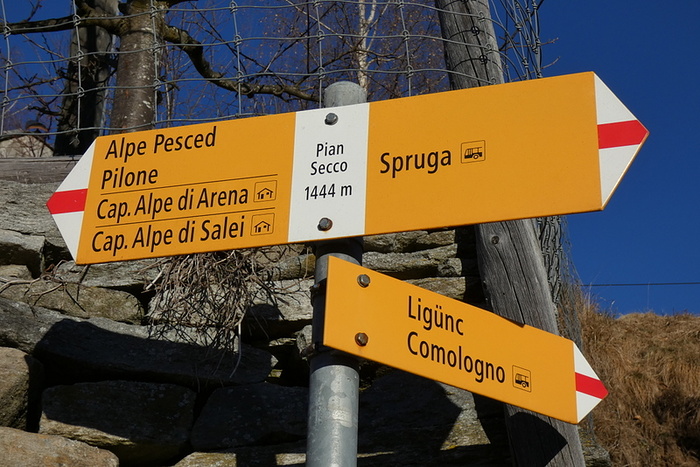 Alpe Pesced
Pilone
Cap. Alpe di Arena
Cap. Alpe di Salei
Pian
Secco
1444 m
Spruga
Ligünc
Comologno